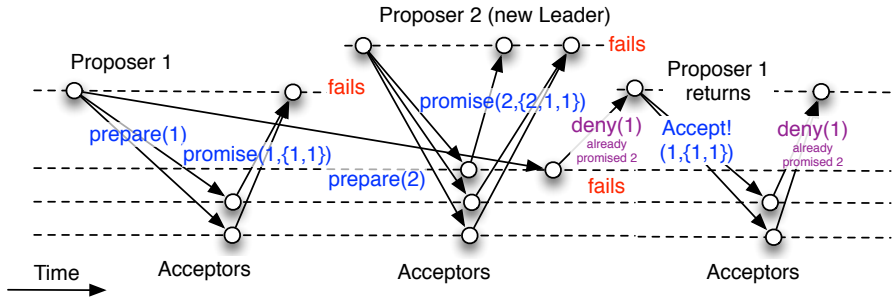 Proposer 2 (new Leader)
fails
Proposer 1
fails
Proposer 1
returns
promise(2,{2,1,1})
prepare(1)
promise(1,{1,1})
deny(1)
already
promised 2
Accept!
(1,{1,1})
deny(1)
already
promised 2
prepare(2)
fails
Time
Acceptors
Acceptors
Acceptors